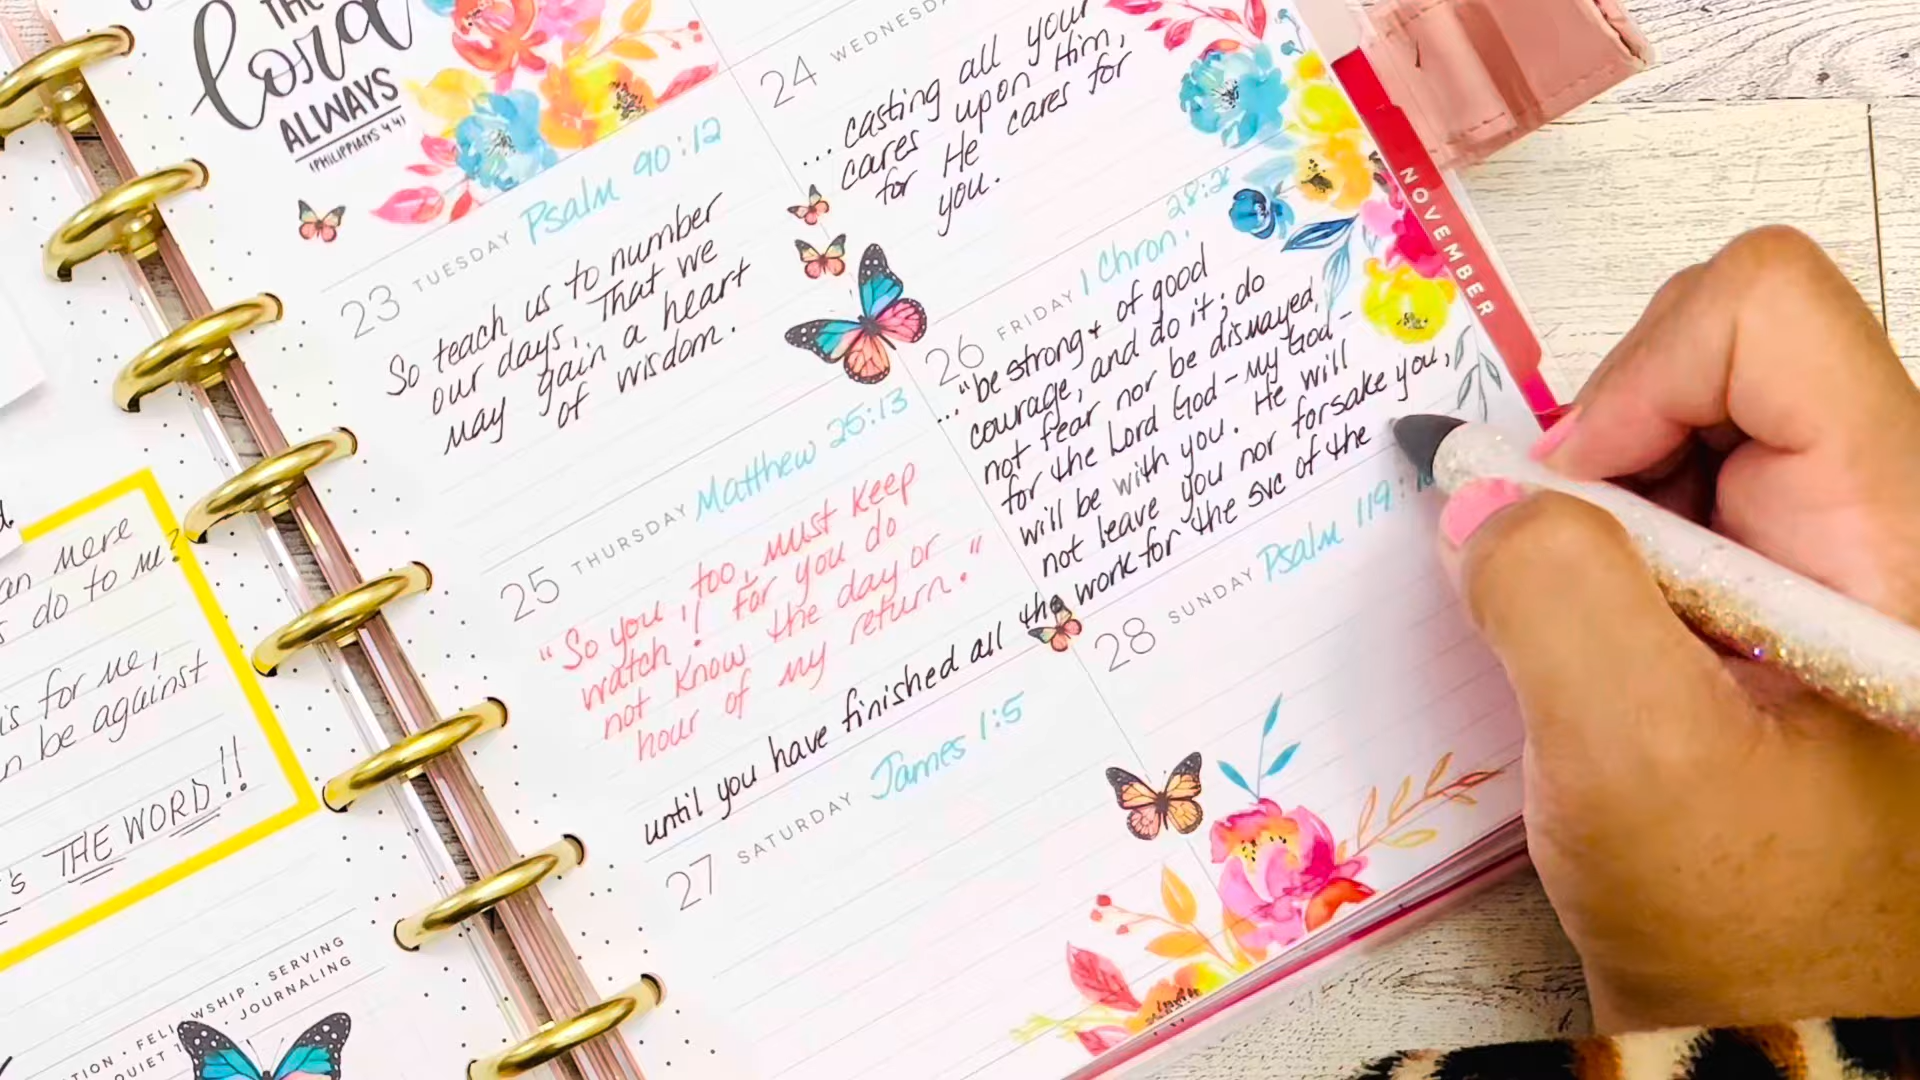 THE
lord
ALWAYS
(PHILIPPIANS 4:4)
23 TUESDAY Psalm 90:12
So teach us to number
our days, That we
may gain a heart
of wisdom.
24
... casting all your
cares upon Him,
for He cares for
you.
25 THURSDAY Matthew 25:13
"So you, too, must keep
watch! For you do
not know the day or
hour of my return."
26 FRIDAY 1 Chron. 28:2
..."be strong + of good
courage, and do it; do
not fear nor be dismayed,
for the Lord God - my God -
will be with you. He will
not leave you nor forsake you,
until you have finished all the work for the svc of the
27 SATURDAY James 1:5
28 SUNDAY Psalm 119:
NOVEMBER
an mere
do to me?
is for me,
be against
's THE WORD!!
SERVING
JOURNALING
QUIET